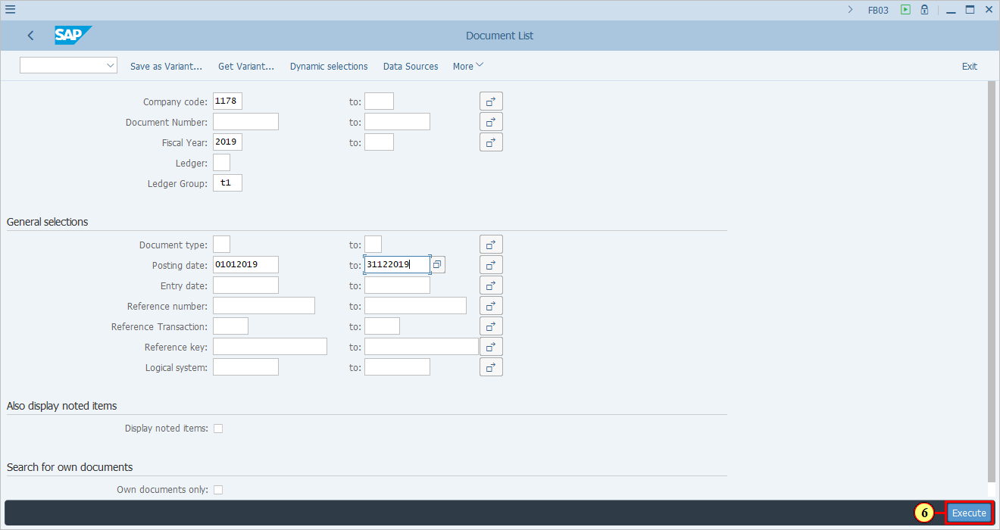 FB03
SAP Document List
Save as Variant... Get Variant... Dynamic selections Data Sources More Exit
Company code: 1178 to:
Document Number: to:
Fiscal Year: 2019 to:
Ledger:
Ledger Group: t1
General selections
Document type: to:
Posting date: 01012019 to: 31122019
Entry date: to:
Reference number: to:
Reference Transaction: to:
Reference key: to:
Logical system: to:
Also display noted items
Display noted items:
Search for own documents
Own documents only:
6 Execute